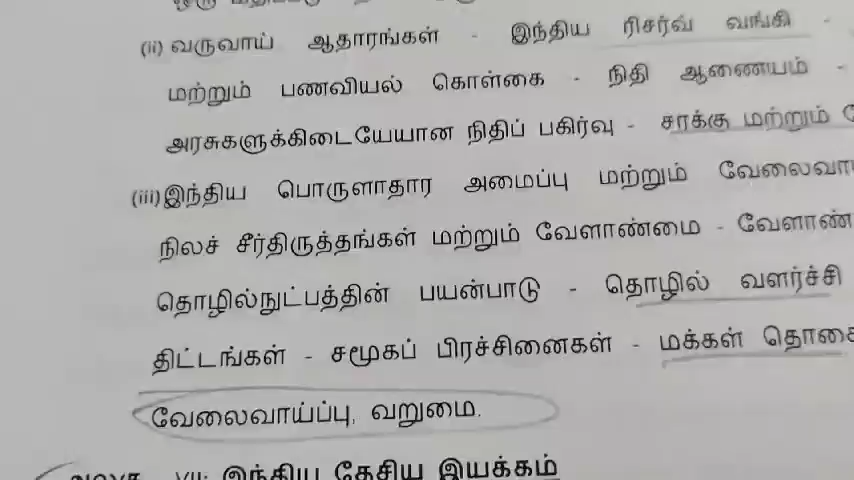 (ii) வருவாய் ஆதாரங்கள் - இந்திய ரிசர்வ் வங்கி -
மற்றும் பணவியல் கொள்கை - நிதி ஆணையம் -
அரசுகளுக்கிடையேயான நிதிப் பகிர்வு - சரக்கு மற்றும்
(iii) இந்திய பொருளாதார அமைப்பு மற்றும்
நிலச் சீர்திருத்தங்கள் மற்றும் வேளாண்மை -
தொழில்நுட்பத்தின் பயன்பாடு - தொழில் வளர்ச்சி
திட்டங்கள் - சமூகப் பிரச்சினைகள் - மக்கள்
வேலைவாய்ப்பு, வறுமை.
VII: இந்திய தேசிய இயக்கம்